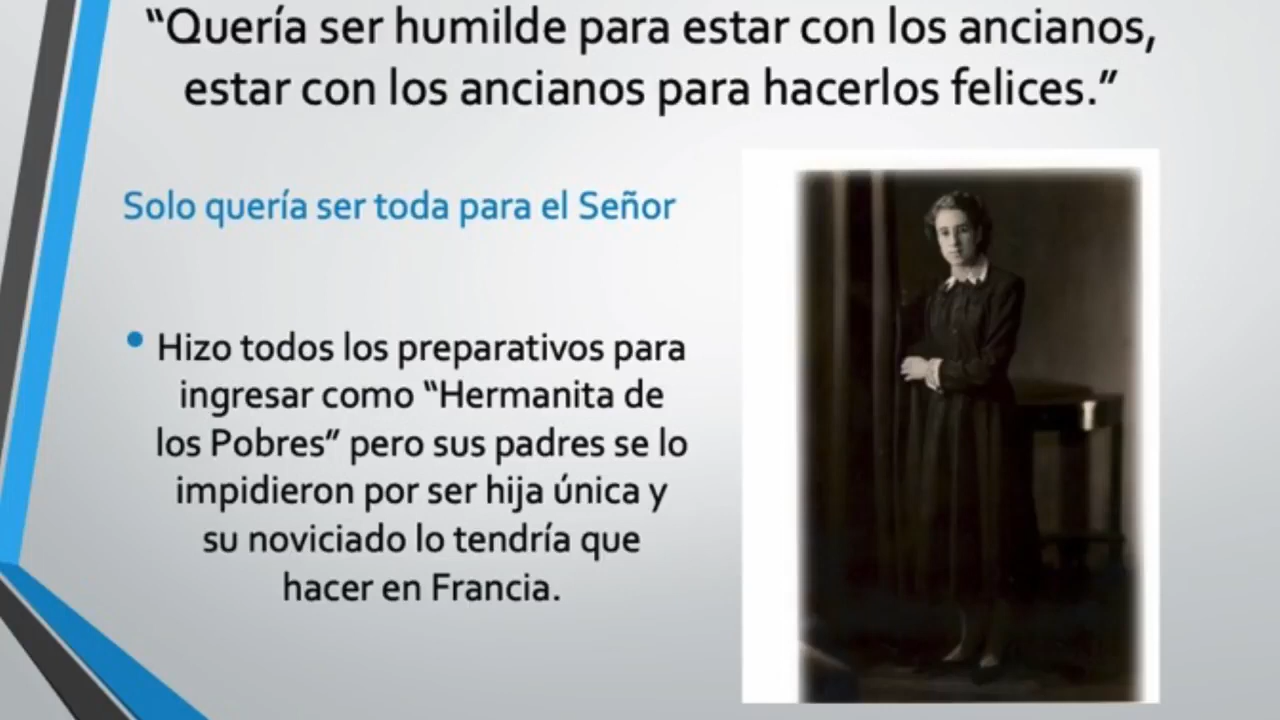 “Quería ser humilde para estar con los ancianos,
estar con los ancianos para hacerlos felices.”
Solo quería ser toda para el Señor
• Hizo todos los preparativos para
ingresar como “Hermanita de
los Pobres” pero sus padres se lo
impidieron por ser hija única y
su noviciado lo tendría que
hacer en Francia.